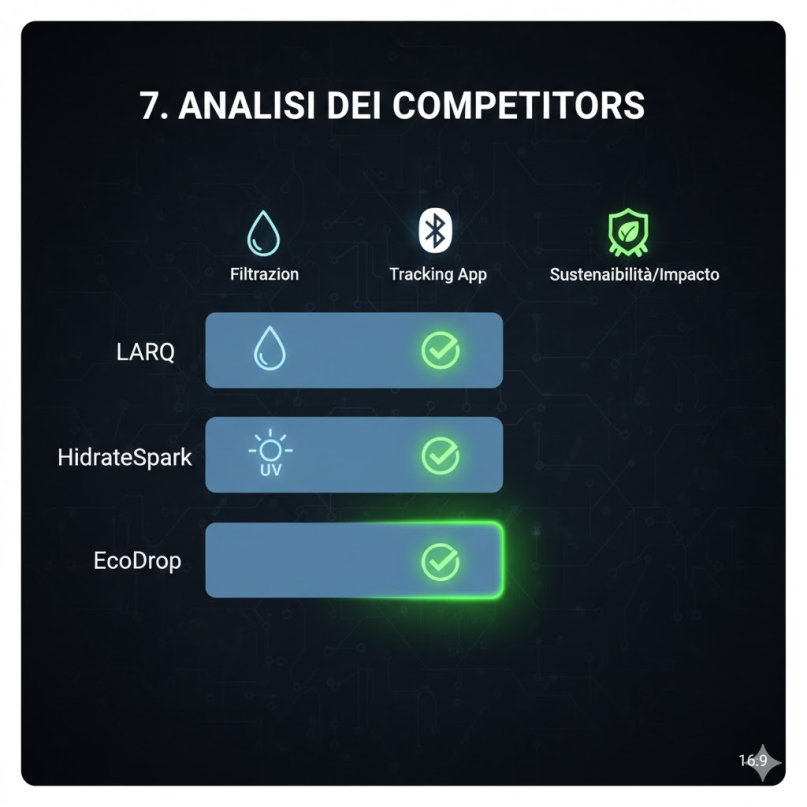 7. ANALISI DEI COMPETITORS
Filtrazion
Tracking App
Sustenaibilità/Impacto
LARQ
HidrateSpark
UV
EcoDrop
16.9